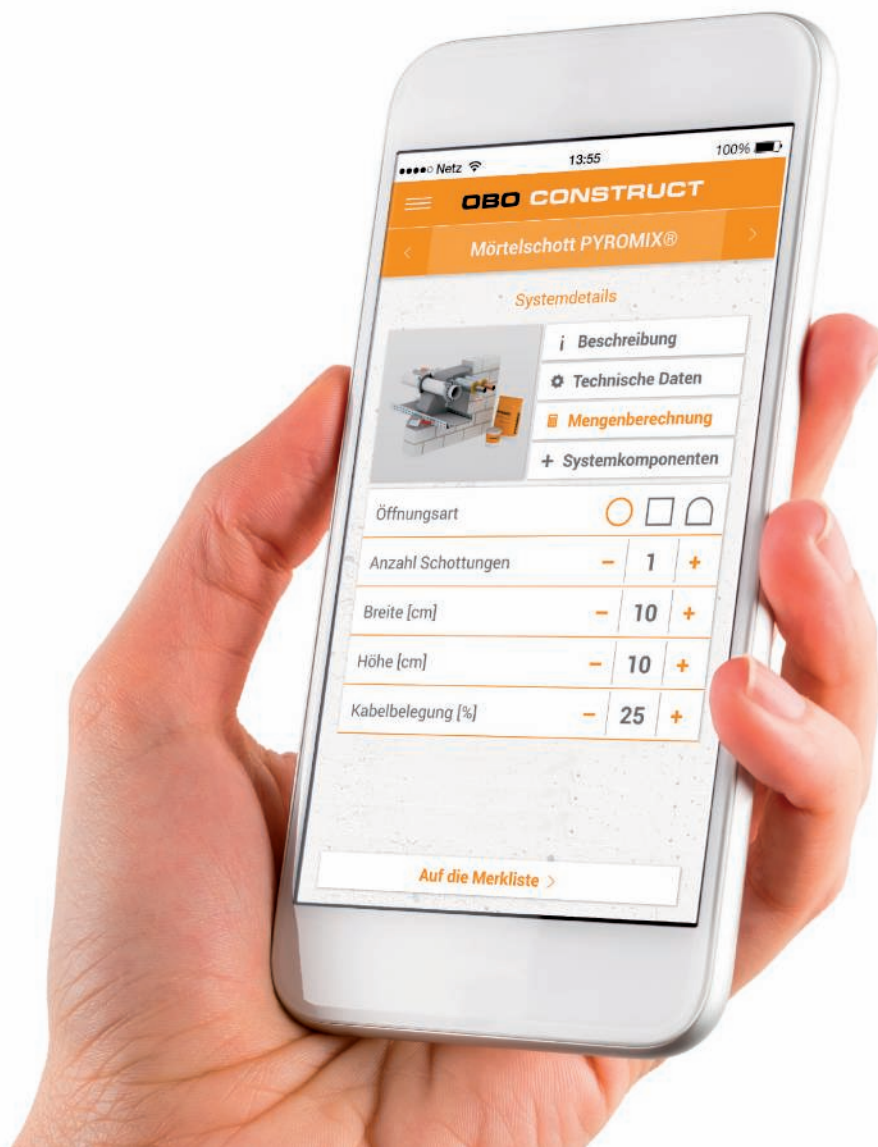 ●●●●○ Netz 13:55 100%
OBO CONSTRUCT
< Mörtelschott PYROMIX® >
Systemdetails
i Beschreibung
Technische Daten
Mengenberechnung
+ Systemkomponenten
Öffnungsart
Anzahl Schottungen − 1 +
Breite [cm] − 10 +
Höhe [cm] − 10 +
Kabelbelegung [%] − 25 +
Auf die Merkliste >